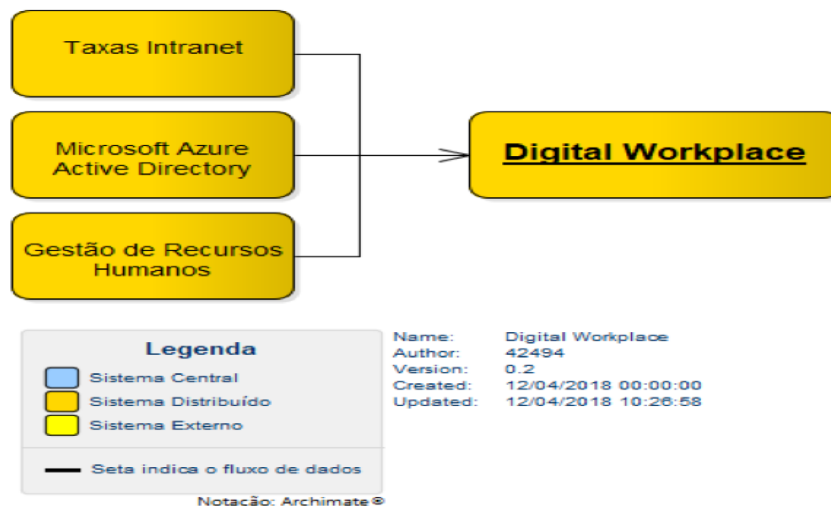 Taxas Intranet
Microsoft Azure
Active Directory
Digital Workplace
Gestão de Recursos
Humanos
Legenda
Sistema Central
Sistema Distribuído
Sistema Externo
Seta indica o fluxo de dados
Notação: Archimate®
Name: Digital Workplace
Author: 42494
Version: 0.2
Created: 12/04/2018 00:00:00
Updated: 12/04/2018 10:26:58